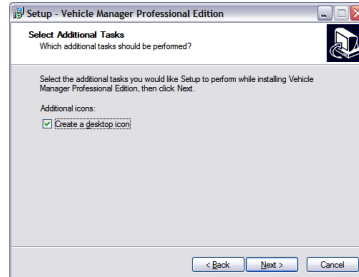 Setup - Vehicle Manager Professional Edition
Select Additional Tasks
Which additional tasks should be performed?
Select the additional tasks you would like Setup to perform while installing Vehicle
Manager Professional Edition, then click Next.
Additional icons:
Create a desktop icon
< Back
Next >
Cancel